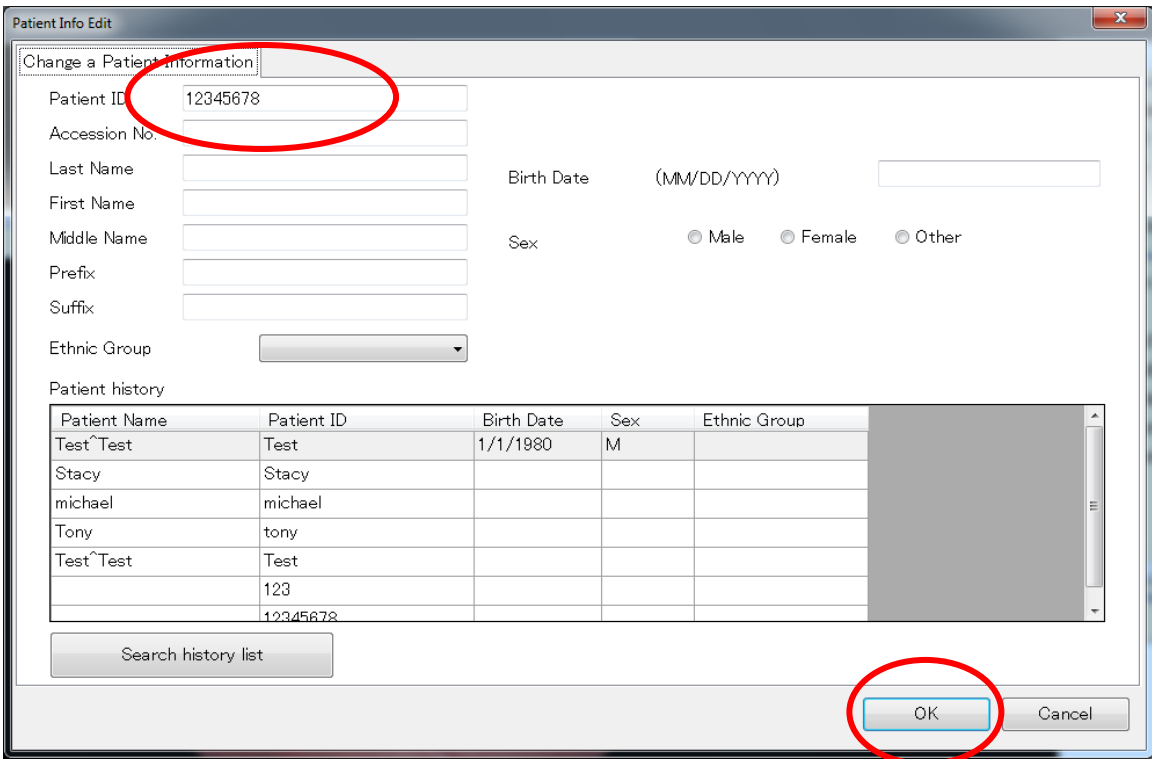 Patient Info Edit
Change a Patient Information
Patient ID 12345678
Accession No.
Last Name
Birth Date (MM/DD/YYYY)
First Name
Middle Name
Sex Male Female Other
Prefix
Suffix
Ethnic Group
Patient history
Patient Name Patient ID Birth Date Sex Ethnic Group
Test^Test Test 1/1/1980 M
Stacy Stacy
michael michael
Tony tony
Test^Test Test
123
12345678
Search history list
OK Cancel